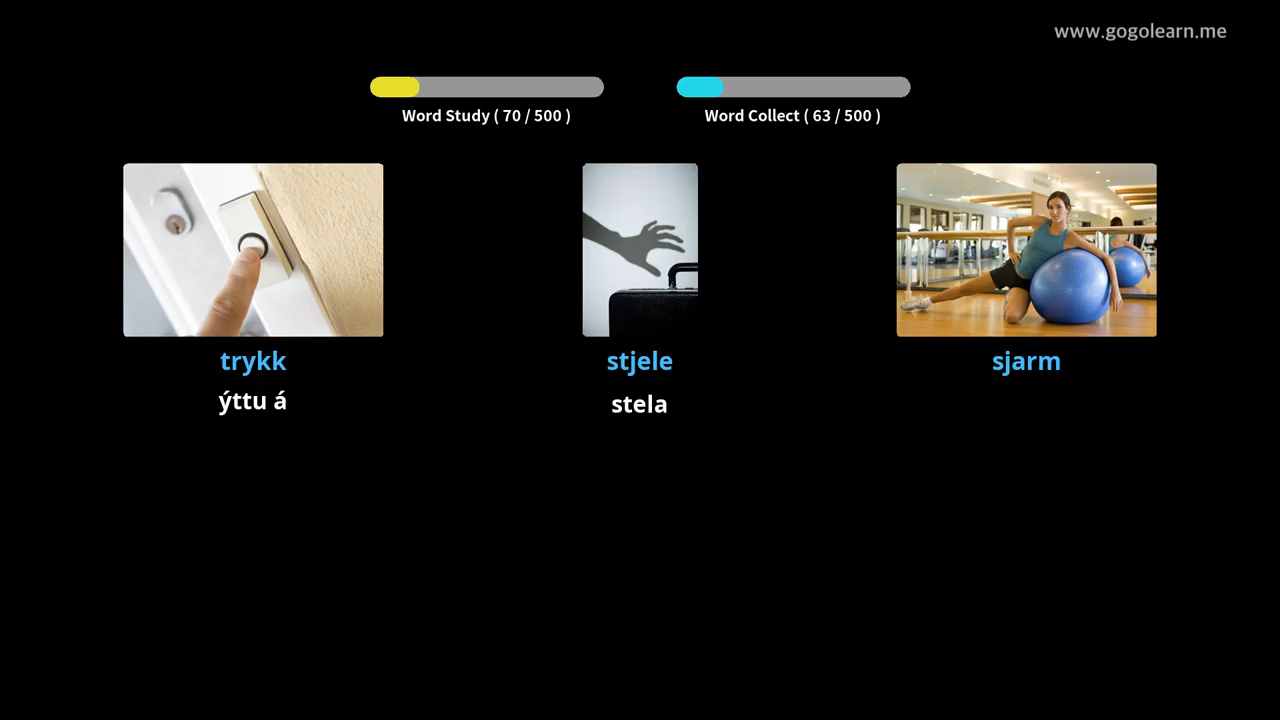 www.gogolearn.me
Word Study ( 70 / 500 )
Word Collect ( 63 / 500 )
trykk
stjele
sjarm
ýttu á
stela